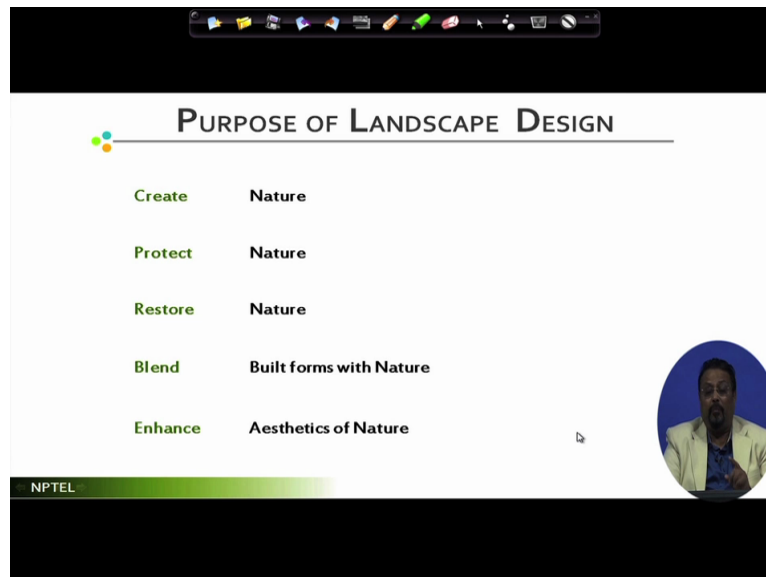 PURPOSE OF LANDSCAPE DESIGN
Create Nature
Protect Nature
Restore Nature
Blend Built forms with Nature
Enhance Aesthetics of Nature
NPTEL